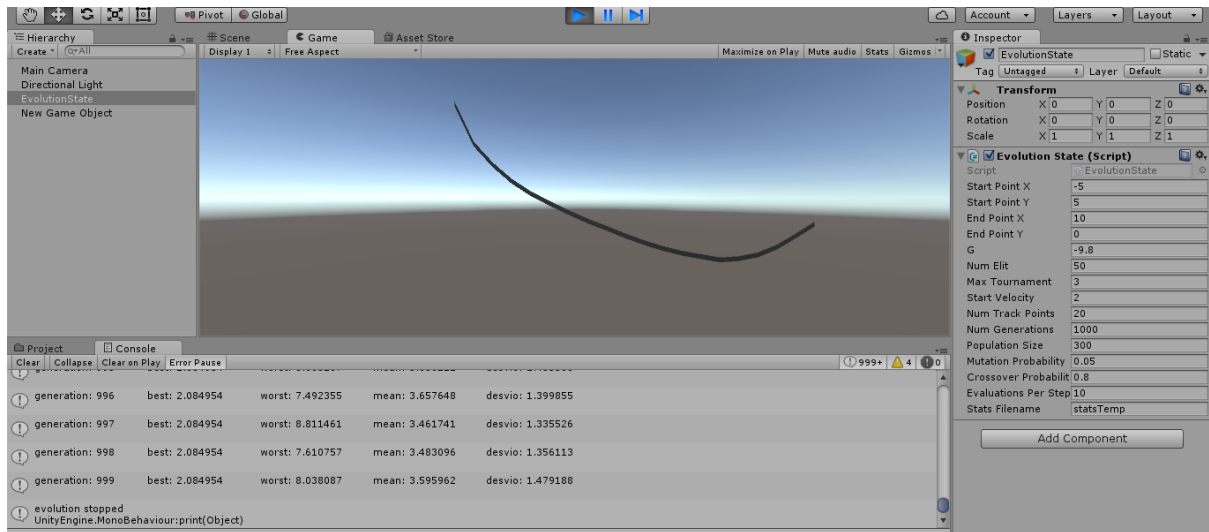 Pivot Global Account Layers Layout
Hierarchy
Create All
Main Camera
Directional Light
EvolutionState
New Game Object
Scene Game Asset Store
Display 1 Free Aspect Maximize on Play Mute audio Stats Gizmos
Inspector
EvolutionState Static
Tag Untagged Layer Default
Transform
Position X 0 Y 0 Z 0
Rotation X 0 Y 0 Z 0
Scale X 1 Y 1 Z 1
Evolution State (Script)
Script EvolutionState
Start Point X -5
Start Point Y 5
End Point X 10
End Point Y 0
G -9.8
Num Elit 50
Max Tournament 3
Start Velocity 2
Num Track Points 20
Num Generations 1000
Population Size 300
Mutation Probability 0.05
Crossover Probabilit 0.8
Evaluations Per Step 10
Stats Filename statsTemp
Add Component
Project Console
Clear Collapse Clear on Play Error Pause 999+ 4 0
generation: 996 best: 2.084954 worst: 7.492355 mean: 3.657648 desvio: 1.399855
generation: 997 best: 2.084954 worst: 8.811461 mean: 3.461741 desvio: 1.335526
generation: 998 best: 2.084954 worst: 7.610757 mean: 3.483096 desvio: 1.356113
generation: 999 best: 2.084954 worst: 8.038087 mean: 3.595962 desvio: 1.479188
evolution stopped
UnityEngine.MonoBehaviour:print(Object)